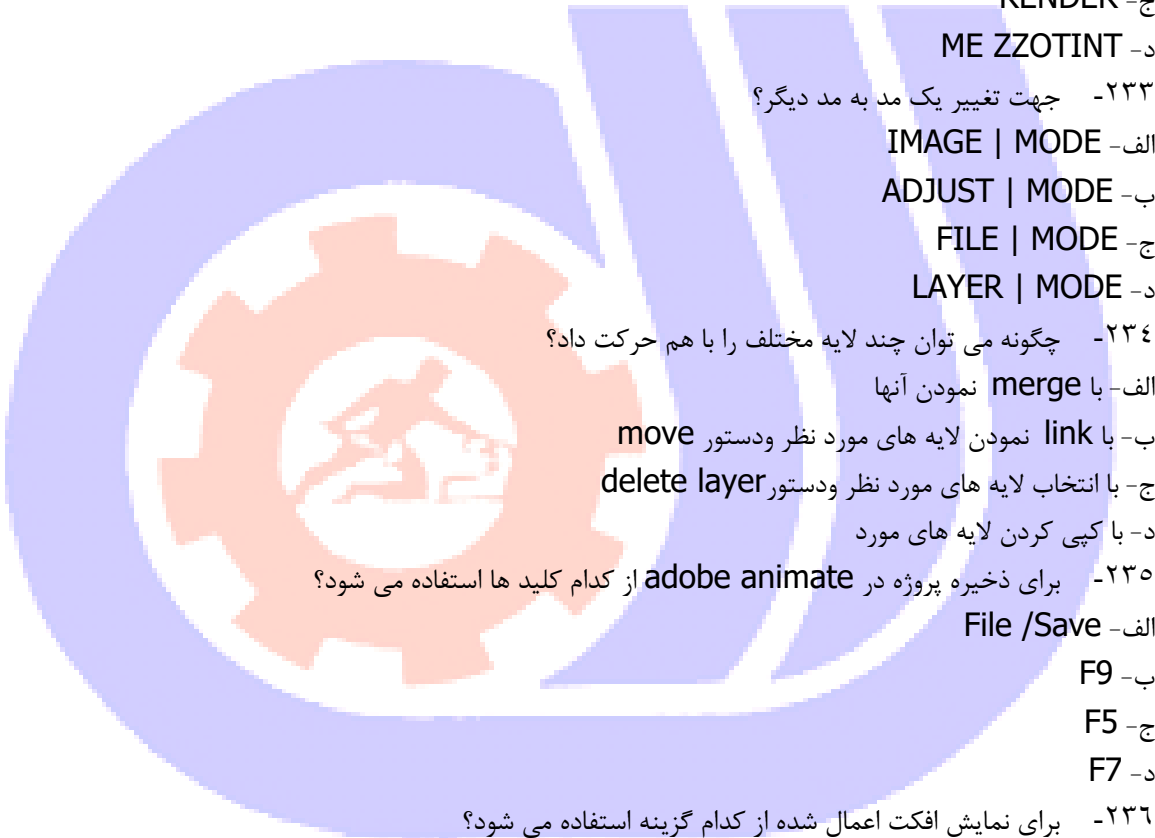 ج- RENDER
د- ME ZZOTINT
۲۳۳- جهت تغییر یک مد به مد دیگر؟
الف- IMAGE | MODE
ب- ADJUST | MODE
ج- FILE | MODE
د- LAYER | MODE
۲۳٤- چگونه می توان چند لایه مختلف را با هم حرکت داد؟
الف- با merge نمودن آنها
ب- با link نمودن لایه های مورد نظر ودستور move
ج- با انتخاب لایه های مورد نظر ودستورdelete layer
د- با کپی کردن لایه های مورد
۲۳٥- برای ذخیره پروژه در adobe animate از کدام کلید ها استفاده می شود؟
الف- File /Save
ب- F9
ج- F5
د- F7
۲۳٦- برای نمایش افکت اعمال شده از کدام گزینه استفاده می شود؟